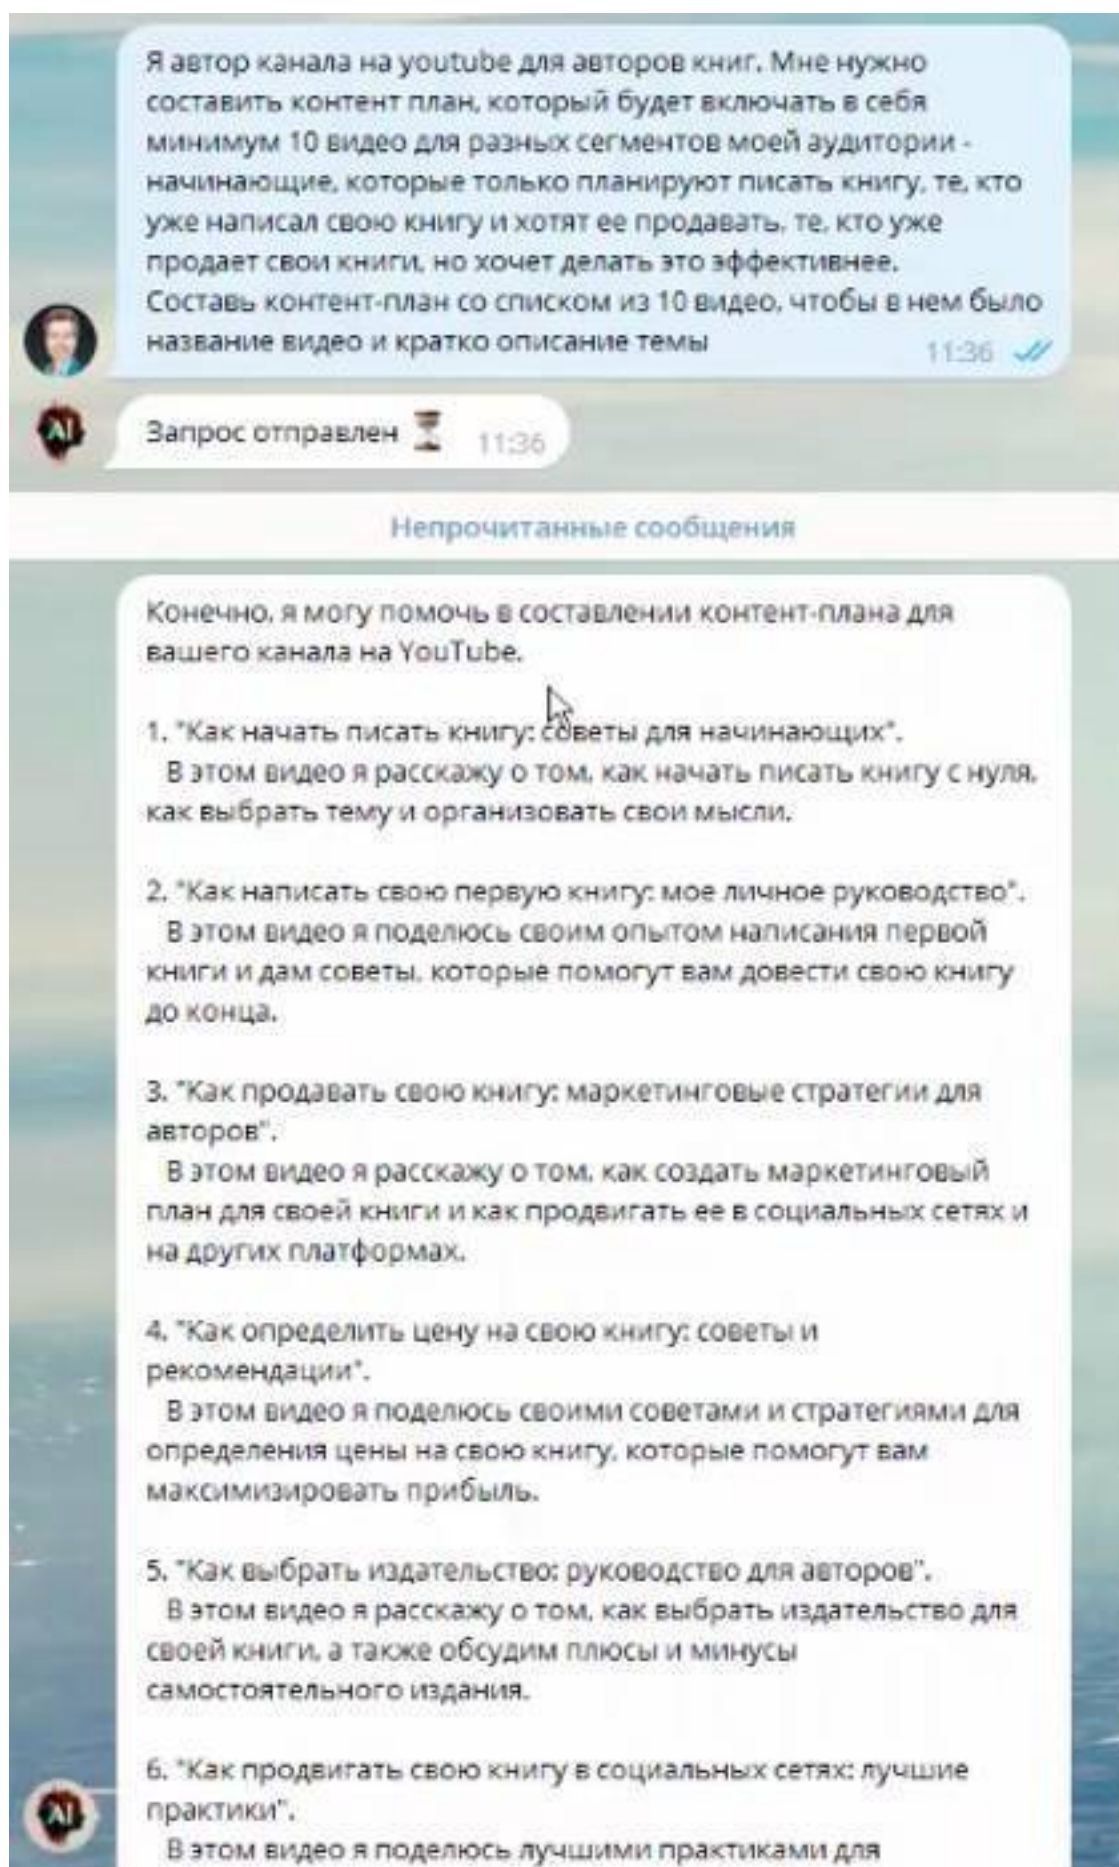 Я автор канала на youtube для авторов книг. Мне нужно
составить контент план, который будет включать в себя
минимум 10 видео для разных сегментов моей аудитории -
начинающие, которые только планируют писать книгу, те, кто
уже написал свою книгу и хотят ее продавать, те, кто уже
продает свои книги, но хочет делать это эффективнее.
Составь контент-план со списком из 10 видео, чтобы в нем было
название видео и кратко описание темы
11:36
AI
Запрос отправлен
11:36
Непрочитанные сообщения
Конечно, я могу помочь в составлении контент-плана для
вашего канала на YouTube.
1. "Как начать писать книгу: советы для начинающих".
В этом видео я расскажу о том, как начать писать книгу с нуля,
как выбрать тему и организовать свои мысли.
2. "Как написать свою первую книгу: мое личное руководство".
В этом видео я поделюсь своим опытом написания первой
книги и дам советы, которые помогут вам довести свою книгу
до конца.
3. "Как продавать свою книгу: маркетинговые стратегии для
авторов".
В этом видео я расскажу о том, как создать маркетинговый
план для своей книги и как продвигать ее в социальных сетях и
на других платформах.
4. "Как определить цену на свою книгу: советы и
рекомендации".
В этом видео я поделюсь своими советами и стратегиями для
определения цены на свою книгу, которые помогут вам
максимизировать прибыль.
5. "Как выбрать издательство: руководство для авторов".
В этом видео я расскажу о том, как выбрать издательство для
своей книги, а также обсудим плюсы и минусы
самостоятельного издания.
6. "Как продвигать свою книгу в социальных сетях: лучшие
практики".
AI
В этом видео я поделюсь лучшими практиками для